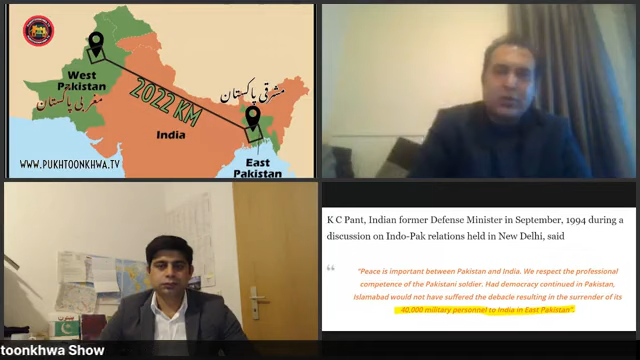 West
Pakistan
مغربی پاکستان
2022 KM
مشرقی پاکستان
India
East
Pakistan
WWW.PUKHTOONKHWA.TV
K C Pant, Indian former Defense Minister in September, 1994 during a
discussion on Indo-Pak relations held in New Delhi, said
“Peace is important between Pakistan and India. We respect the professional
competence of the Pakistani soldier. Had democracy continued in Pakistan,
Islamabad would not have suffered the debacle resulting in the surrender of its
40,000 military personnel to India in East Pakistan”.
toonkhwa Show